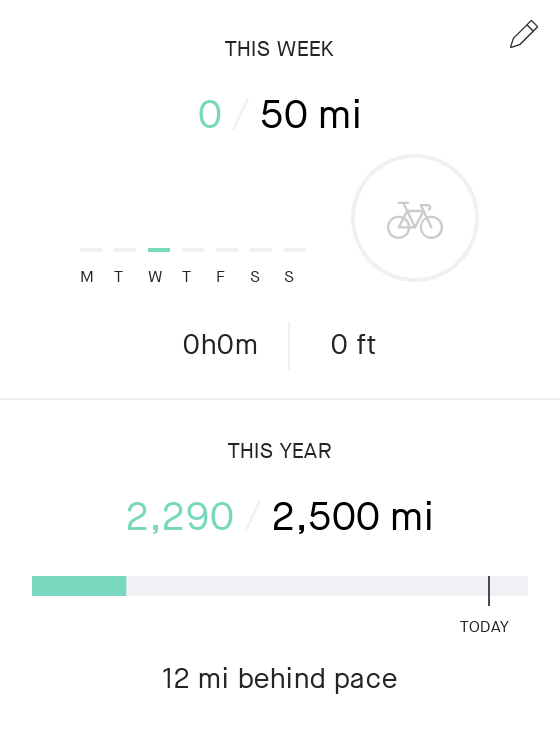 THIS WEEK
0 / 50 mi
M T W T F S S
0h0m 0 ft
THIS YEAR
2,290 / 2,500 mi
TODAY
12 mi behind pace